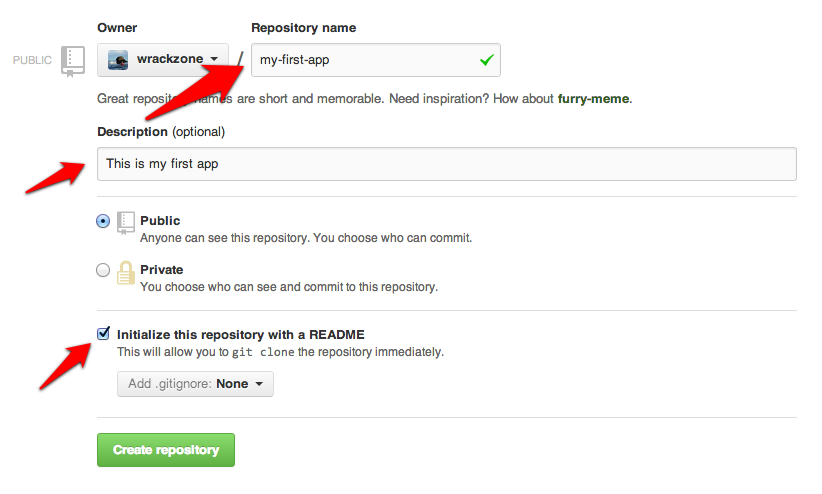 Owner Repository name
PUBLIC wrackzone / my-first-app
Great repository names are short and memorable. Need inspiration? How about furry-meme.
Description (optional)
This is my first app
Public
Anyone can see this repository. You choose who can commit.
Private
You choose who can see and commit to this repository.
Initialize this repository with a README
This will allow you to git clone the repository immediately.
Add .gitignore: None
Create repository